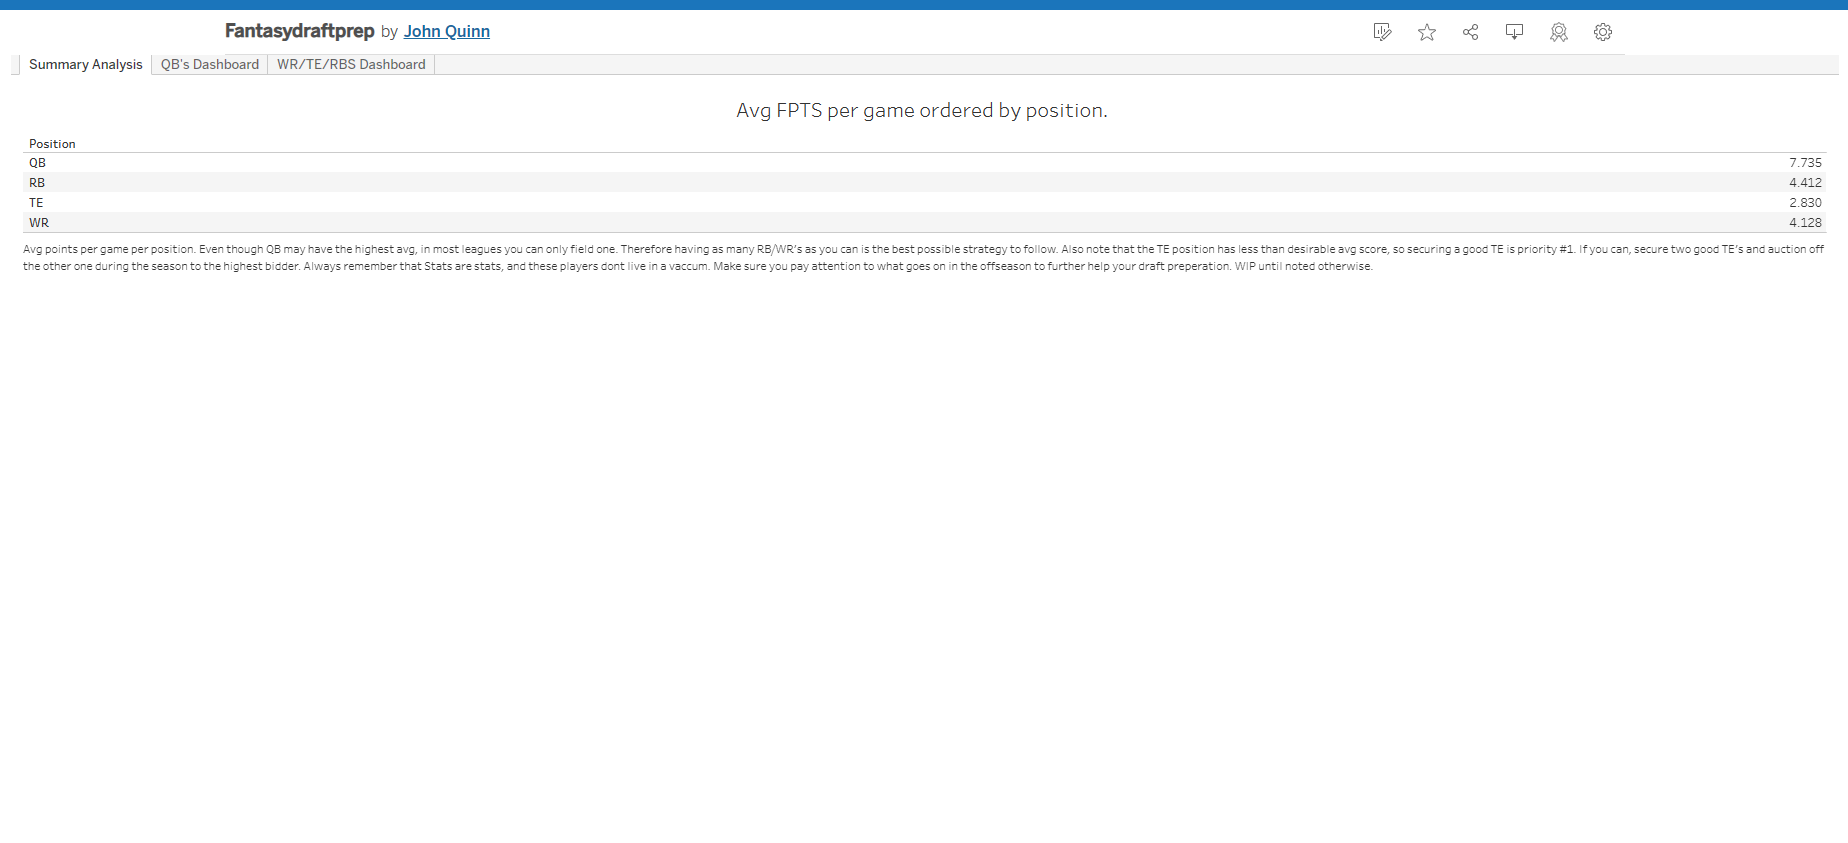 Fantasydraftprep by John Quinn
Summary Analysis QB's Dashboard WR/TE/RBS Dashboard
Avg FPTS per game ordered by position.
Position
QB 7.735
RB 4.412
TE 2.830
WR 4.128
Avg points per game per position. Even though QB may have the highest avg, in most leagues you can only field one. Therefore having as many RB/WR's as you can is the best possible strategy to follow. Also note that the TE position has less than desirable avg score, so securing a good TE is priority #1. If you can, secure two good TE's and auction off
the other one during the season to the highest bidder. Always remember that Stats are stats, and these players dont live in a vaccum. Make sure you pay attention to what goes on in the offseason to further help your draft preperation. WIP until noted otherwise.